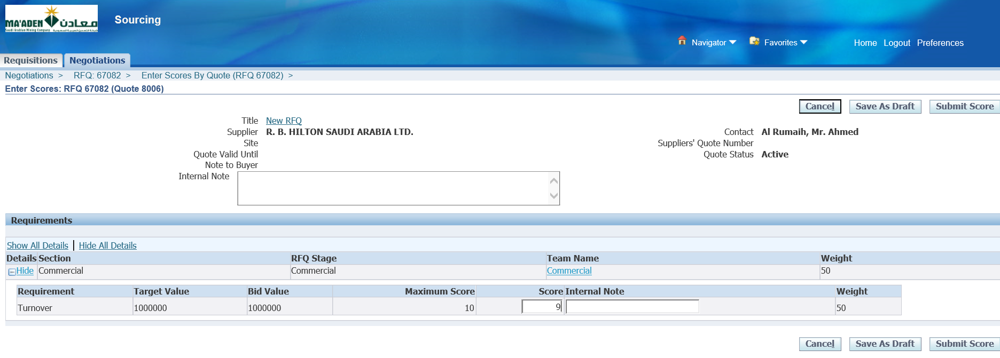 MA'ADEN معادن
Saudi Arabian Mining Company
Sourcing
Navigator Favorites Home Logout Preferences
Requisitions Negotiations
Negotiations > RFQ: 67082 > Enter Scores By Quote (RFQ 67082) >
Enter Scores: RFQ 67082 (Quote 8006)
Cancel Save As Draft Submit Score
Title New RFQ
Supplier R. B. HILTON SAUDI ARABIA LTD. Contact Al Rumaih, Mr. Ahmed
Site Suppliers' Quote Number
Quote Valid Until Quote Status Active
Note to Buyer
Internal Note
Requirements
Show All Details | Hide All Details
Details Section RFQ Stage Team Name Weight
Hide Commercial Commercial Commercial 50
Requirement Target Value Bid Value Maximum Score Score Internal Note Weight
Turnover 1000000 1000000 10 9 50
Cancel Save As Draft Submit Score